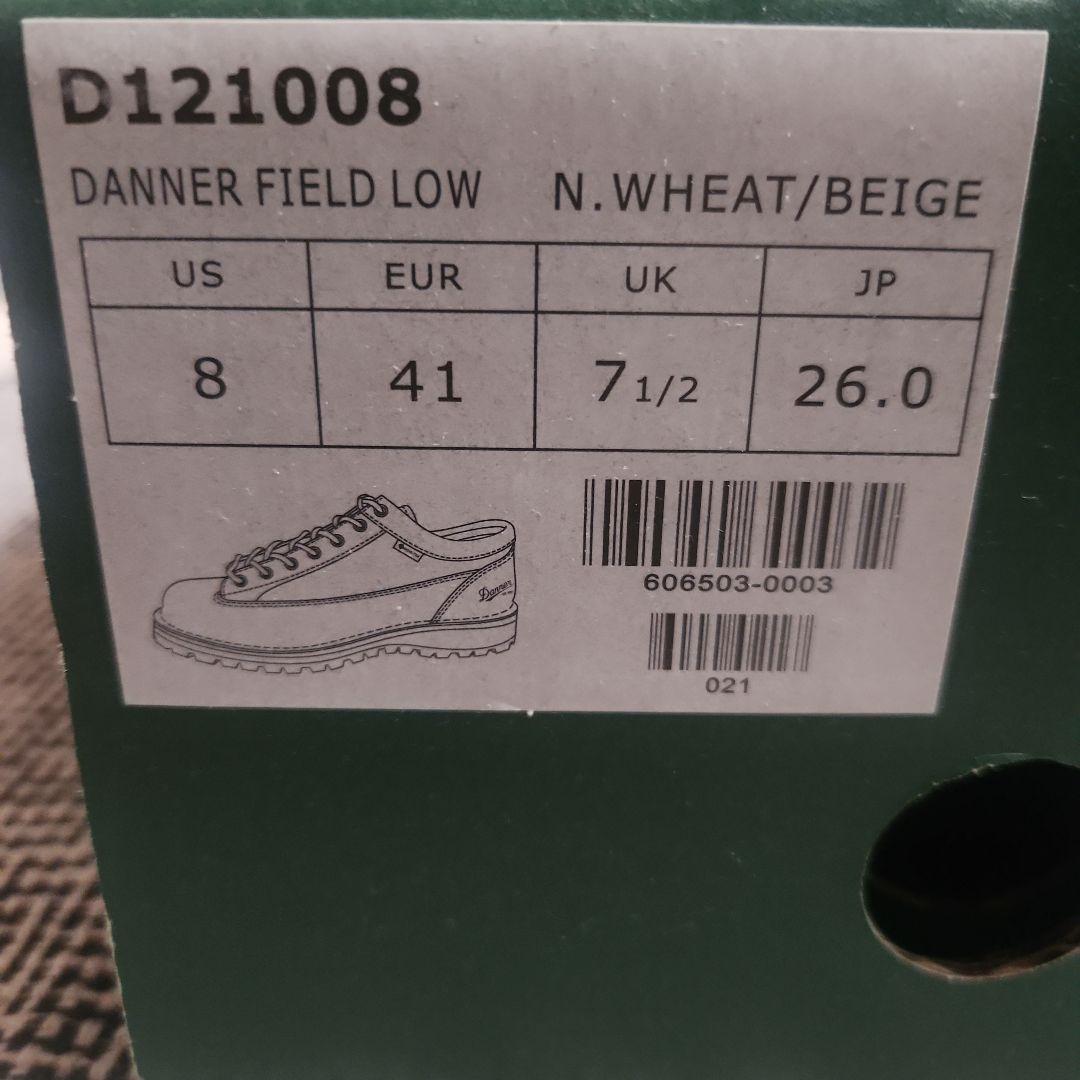 D121008
DANNER FIELD LOW N.WHEAT/BEIGE
US EUR UK JP
8 41 7 1/2 26.0
Danner
606503-0003
021